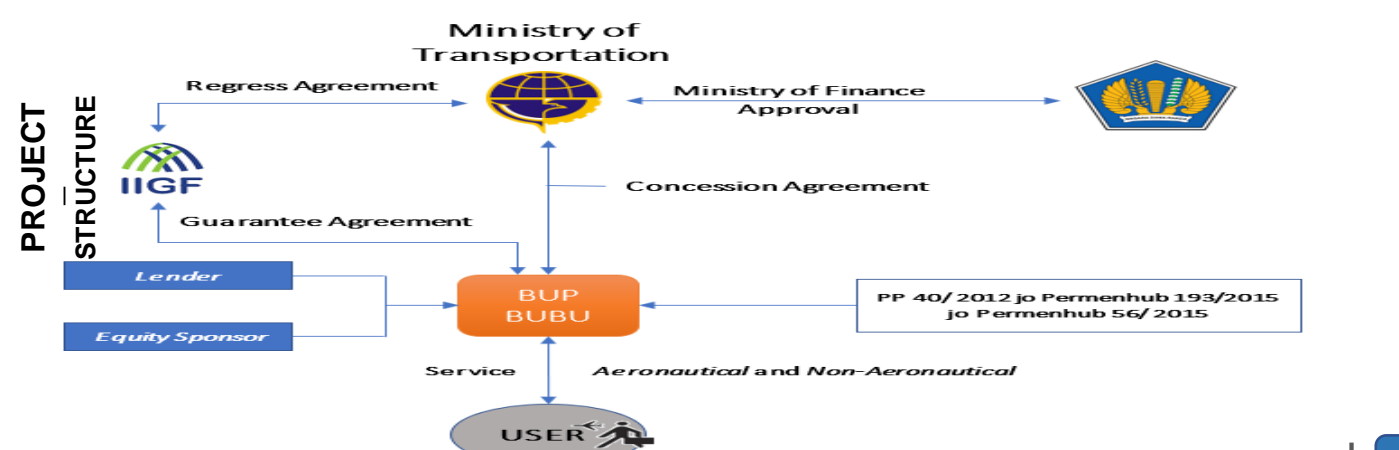 PROJECT
STRUCTURE
Ministry of
Transportation
Regress Agreement
Ministry of Finance
Approval
IIGF
Concession Agreement
Guarantee Agreement
Lender
BUP
BUBU
PP 40/2012 jo Permenhub 193/2015
jo Permenhub 56/2015
Equity Sponsor
Service
Aeronautical and Non-Aeronautical
USER